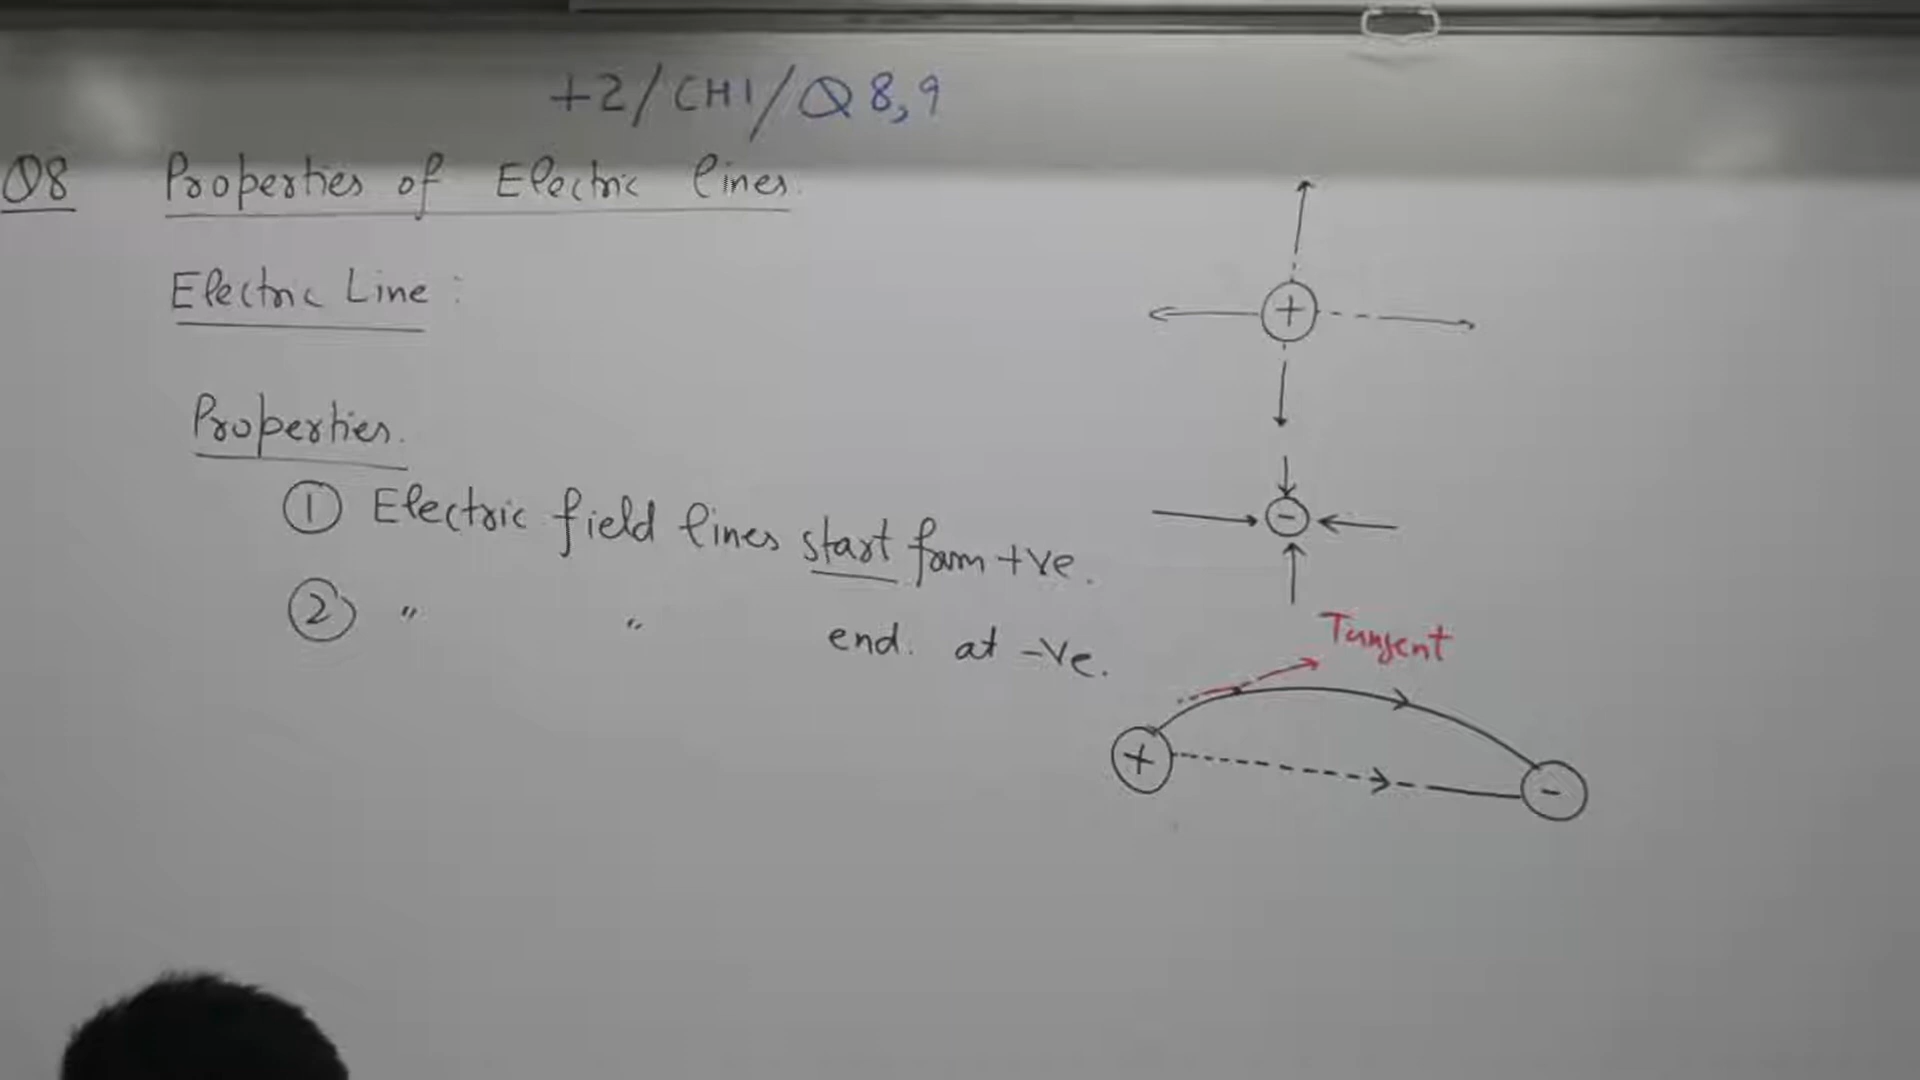 +2/CH1/Q8,9
Q8 Properties of Electric lines.
Electric Line :
Properties.
① Electric field lines start from +ve.
② " " end. at -ve.
+
-
Tangent
+ -